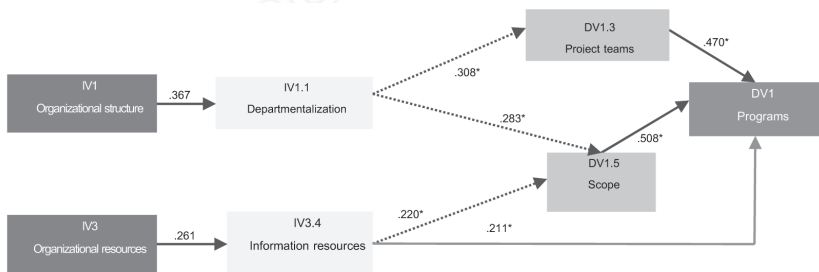 DV1.3
Project teams
.470*
IV1
Organizational structure
.367
IV1.1
Departmentalization
.308*
DV1
Programs
.283*
.508*
DV1.5
Scope
IV3
Organizational resources
.261
IV3.4
Information resources
.220*
.211*